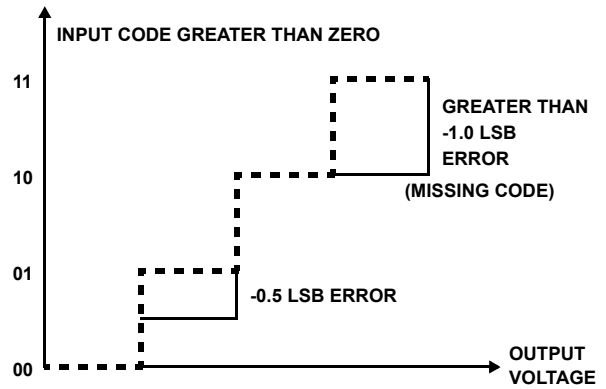 INPUT CODE GREATER THAN ZERO
11
GREATER THAN
-1.0 LSB
ERROR
10
(MISSING CODE)
01
-0.5 LSB ERROR
00
OUTPUT
VOLTAGE